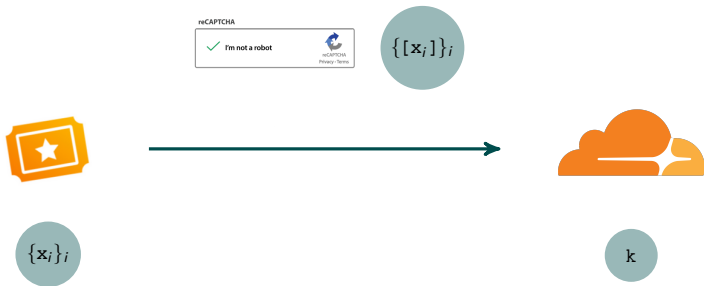 reCAPTCHA
I'm not a robot
reCAPTCHA
Privacy - Terms
{[xᵢ]}ᵢ
{xᵢ}ᵢ
k